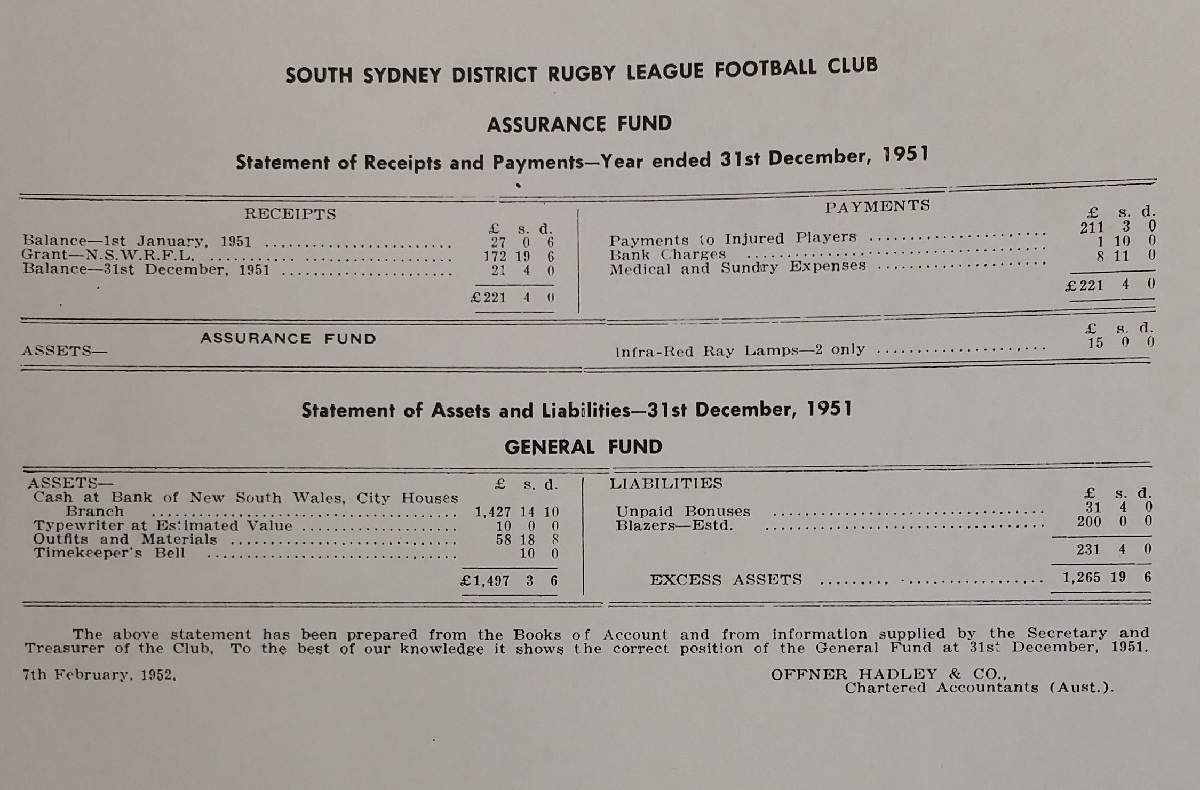 SOUTH SYDNEY DISTRICT RUGBY LEAGUE FOOTBALL CLUB
ASSURANCE FUND
Statement of Receipts and Payments—Year ended 31st December, 1951
RECEIPTS
£ s. d.
Balance—1st January, 1951 ........................ 27 0 6
Grant—N.S.W.R.F.L. ........................ 172 19 6
Balance—31st December, 1951 ...................... 21 4 0
£221 4 0
PAYMENTS
£ s. d.
Payments to Injured Players ....................... 211 3 0
Bank Charges ....................................... 1 10 0
Medical and Sundry Expenses ...................... 8 11 0
£221 4 0
ASSURANCE FUND
£ s. d.
ASSETS— Infra-Red Ray Lamps—2 only ..................... 15 0 0
Statement of Assets and Liabilities—31st December, 1951
GENERAL FUND
ASSETS— £ s. d.
Cash at Bank of New South Wales, City Houses
Branch ....................................... 1,427 14 10
Typewriter at Estimated Value .................... 10 0 0
Outfits and Materials ............................. 58 18 8
Timekeeper's Bell ................................ 10 0
£1,497 3 6
LIABILITIES
£ s. d.
Unpaid Bonuses .................................. 31 4 0
Blazers—Estd. ................................... 200 0 0
231 4 0
EXCESS ASSETS ............................ 1,265 19 6
The above statement has been prepared from the Books of Account and from information supplied by the Secretary and
Treasurer of the Club. To the best of our knowledge it shows the correct position of the General Fund at 31st December, 1951.
7th February, 1952.
OFFNER HADLEY & CO.,
Chartered Accountants (Aust.).